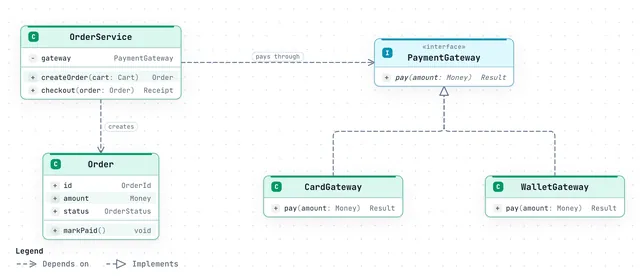 C OrderService
- gateway PaymentGateway
+ createOrder(cart: Cart) Order
+ checkout(order: Order) Receipt
pays through
«interface»
I PaymentGateway
+ pay(amount: Money) Result
creates
C Order
+ id OrderId
+ amount Money
+ status OrderStatus
+ markPaid() void
C CardGateway
+ pay(amount: Money) Result
C WalletGateway
+ pay(amount: Money) Result
Legend
Depends on Implements